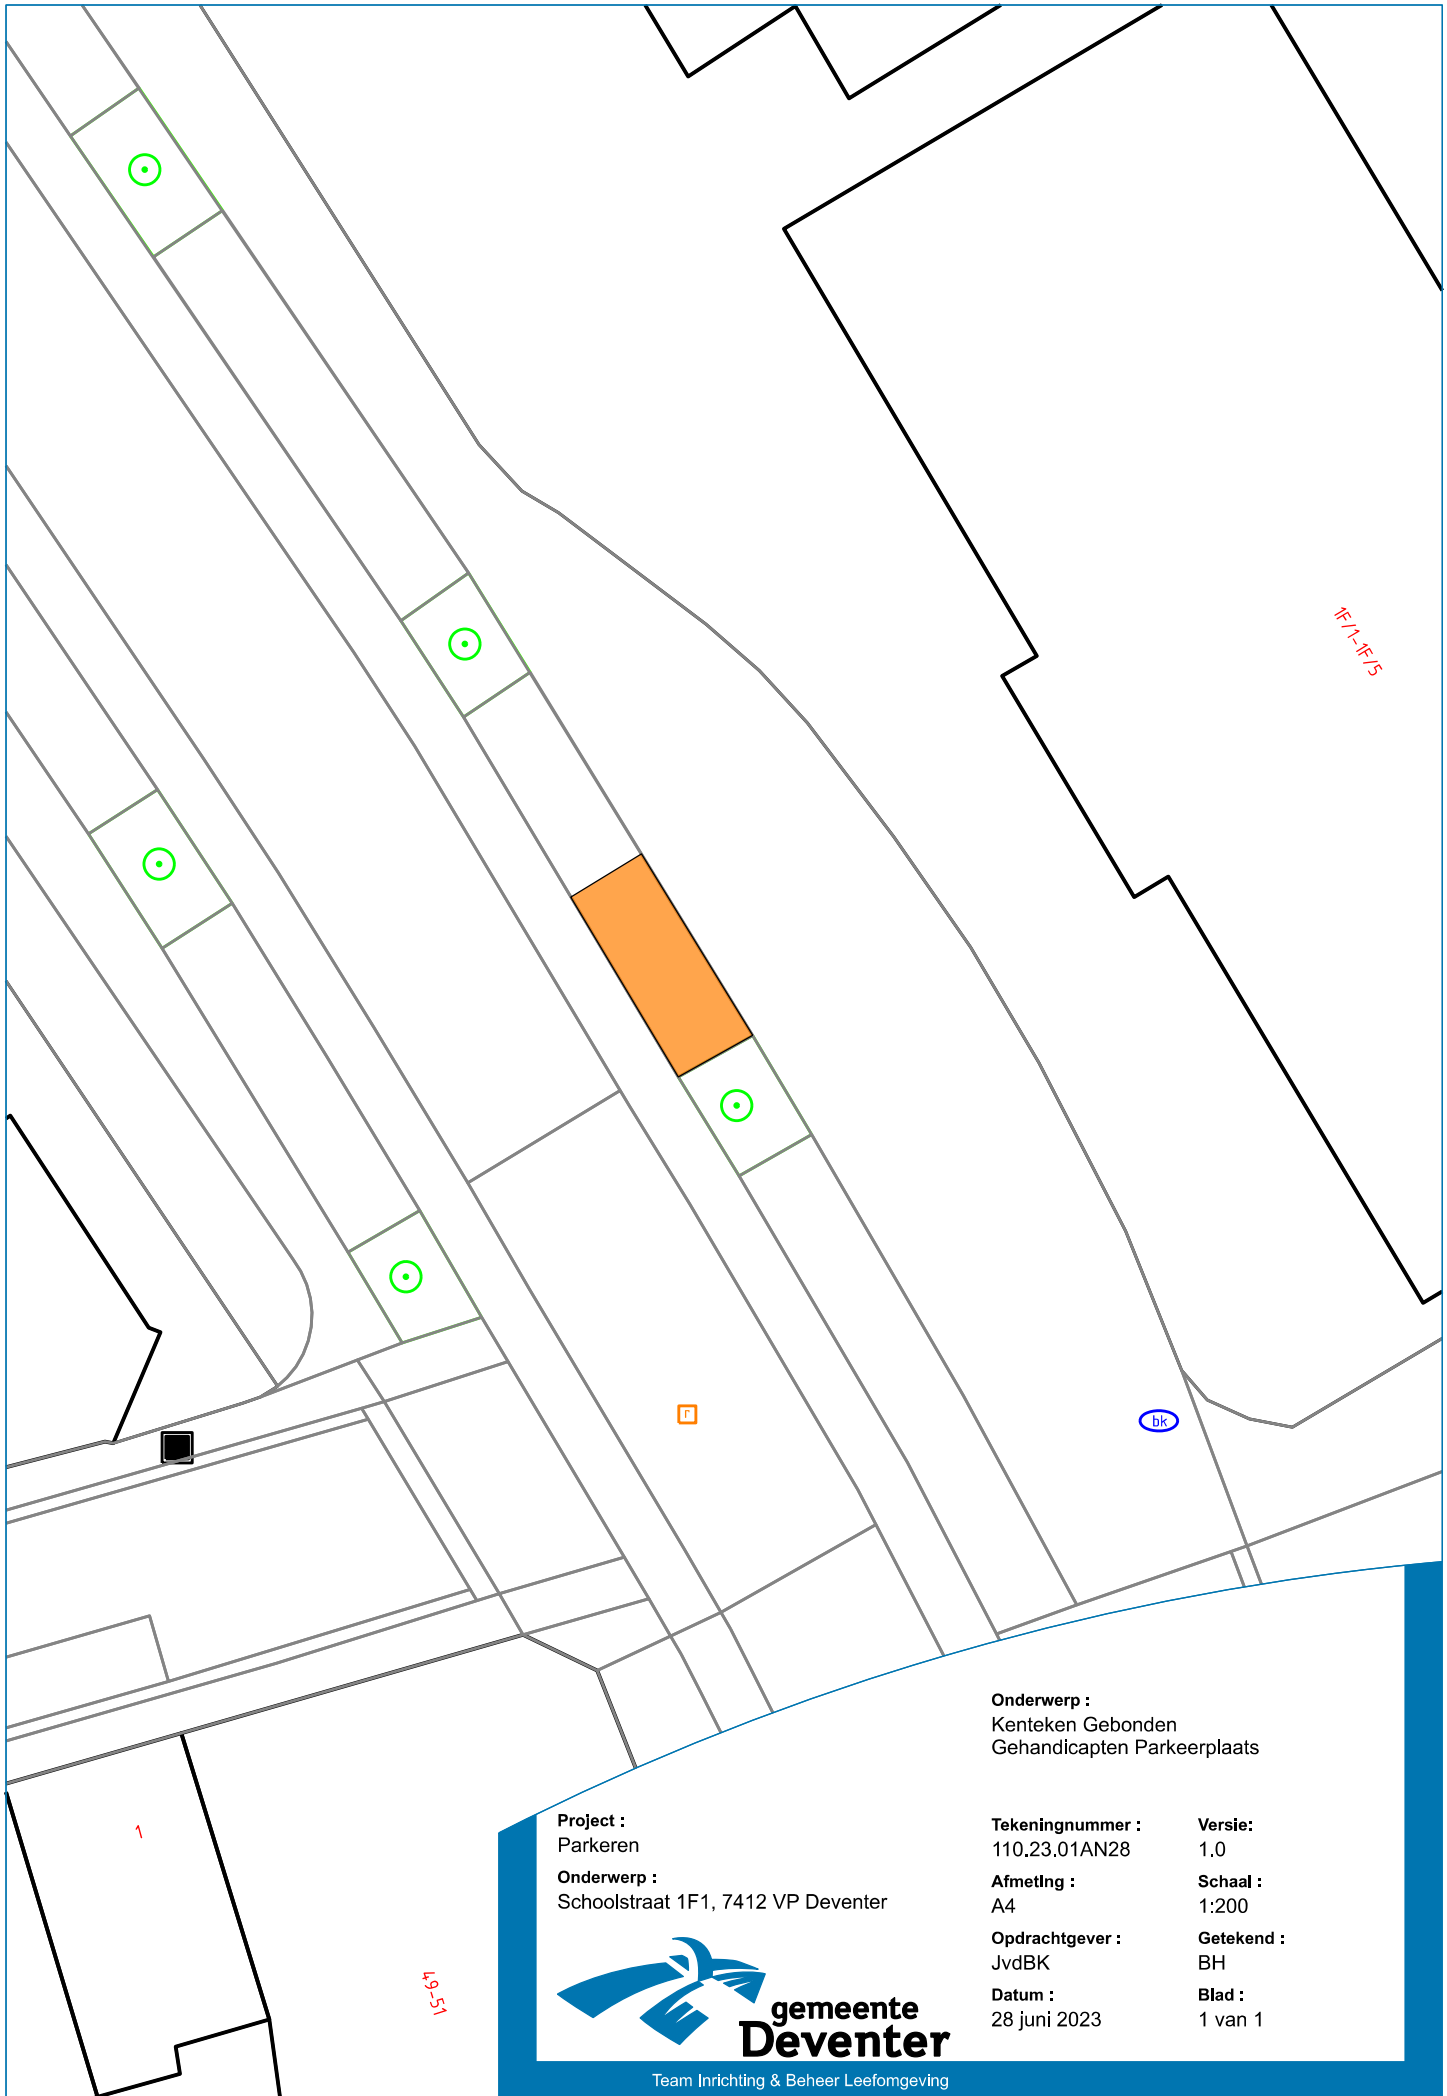 1F/1-1F/5
bk
r
1
49-51
Onderwerp :
Kenteken Gebonden
Gehandicapten Parkeerplaats
Project :
Parkeren
Onderwerp :
Schoolstraat 1F1, 7412 VP Deventer
Tekeningnummer :
110.23.01AN28
Versie:
1.0
Afmeting :
A4
Schaal :
1:200
Opdrachtgever :
JvdBK
Getekend :
BH
Datum :
28 juni 2023
Blad :
1 van 1
gemeente
Deventer
Team Inrichting & Beheer Leefomgeving